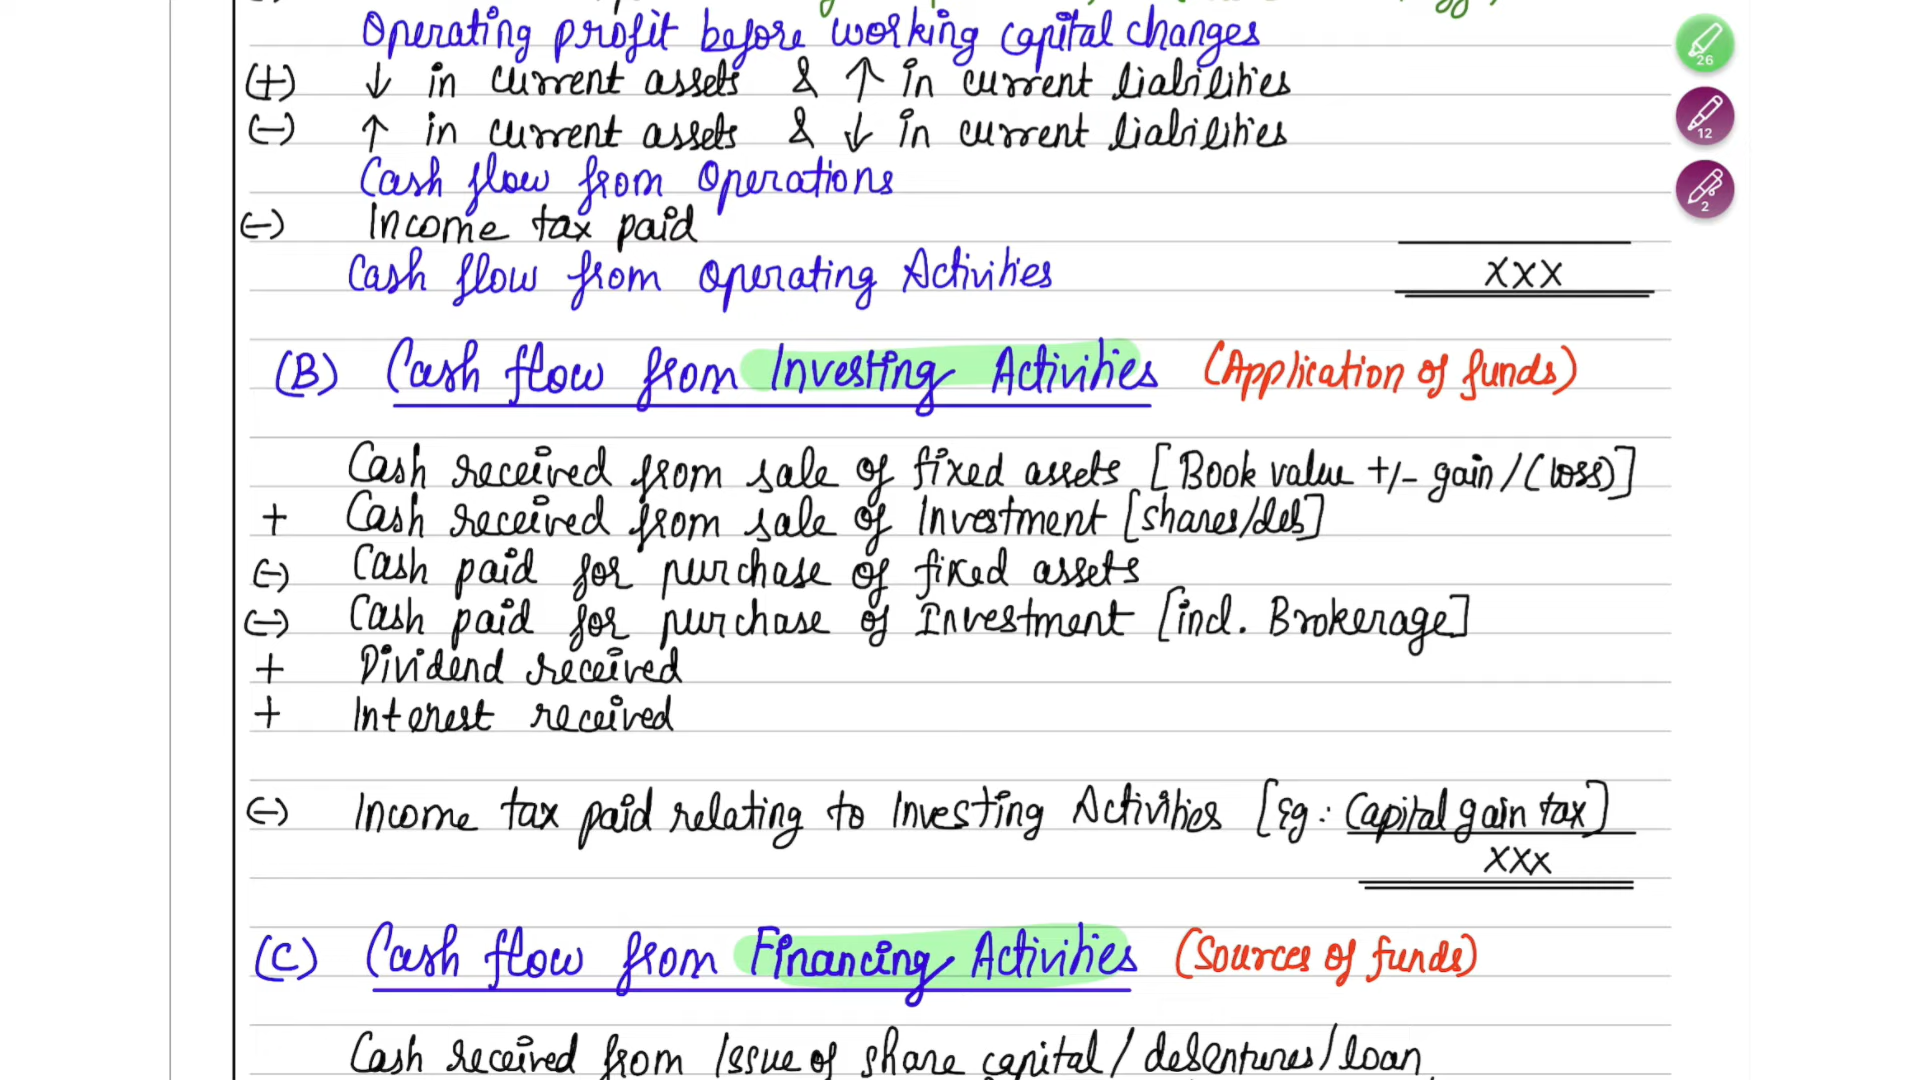 Operating profit before working capital changes
(+) ↓ in current assets & ↑ in current liabilities
(-) ↑ in current assets & ↓ in current liabilities
Cash flow from Operations
(-) Income tax paid
Cash flow from Operating Activities XXX
(B) Cash flow from Investing Activities (Application of funds)
Cash received from sale of fixed assets [Book value +/- gain/(loss)]
+ Cash received from sale of Investment [shares/deb]
(-) Cash paid for purchase of fixed assets
(-) Cash paid for purchase of Investment [incl. Brokerage]
+ Dividend received
+ Interest received
(-) Income tax paid relating to Investing Activities [Eg: Capital gain tax]
XXX
(C) Cash flow from Financing Activities (Sources of funds)
Cash received from Issue of share capital/debentures/loan
26
12
2